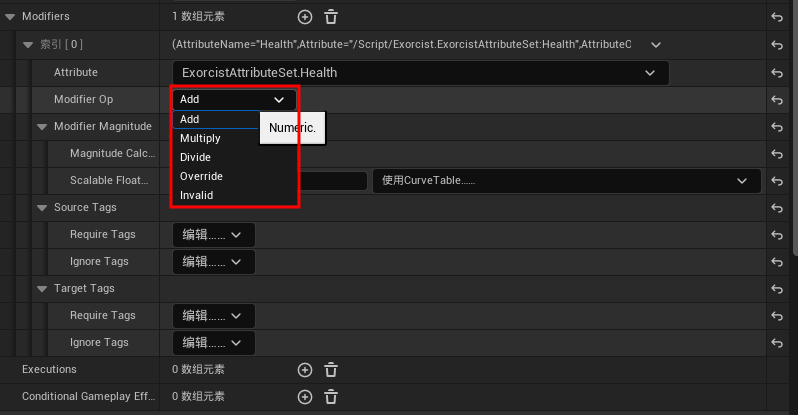 Modifiers 1 数组元素
索引 [ 0 ] (AttributeName="Health",Attribute="/Script/Exorcist.ExorcistAttributeSet:Health",AttributeO
Attribute ExorcistAttributeSet.Health
Modifier Op Add
Add
Numeric.
Modifier Magnitude Multiply
Magnitude Calc... Divide
Scalable Float... Override 使用CurveTable......
Invalid
Source Tags
Require Tags 编辑......
Ignore Tags 编辑......
Target Tags
Require Tags 编辑......
Ignore Tags 编辑......
Executions 0 数组元素
Conditional Gameplay Eff... 0 数组元素